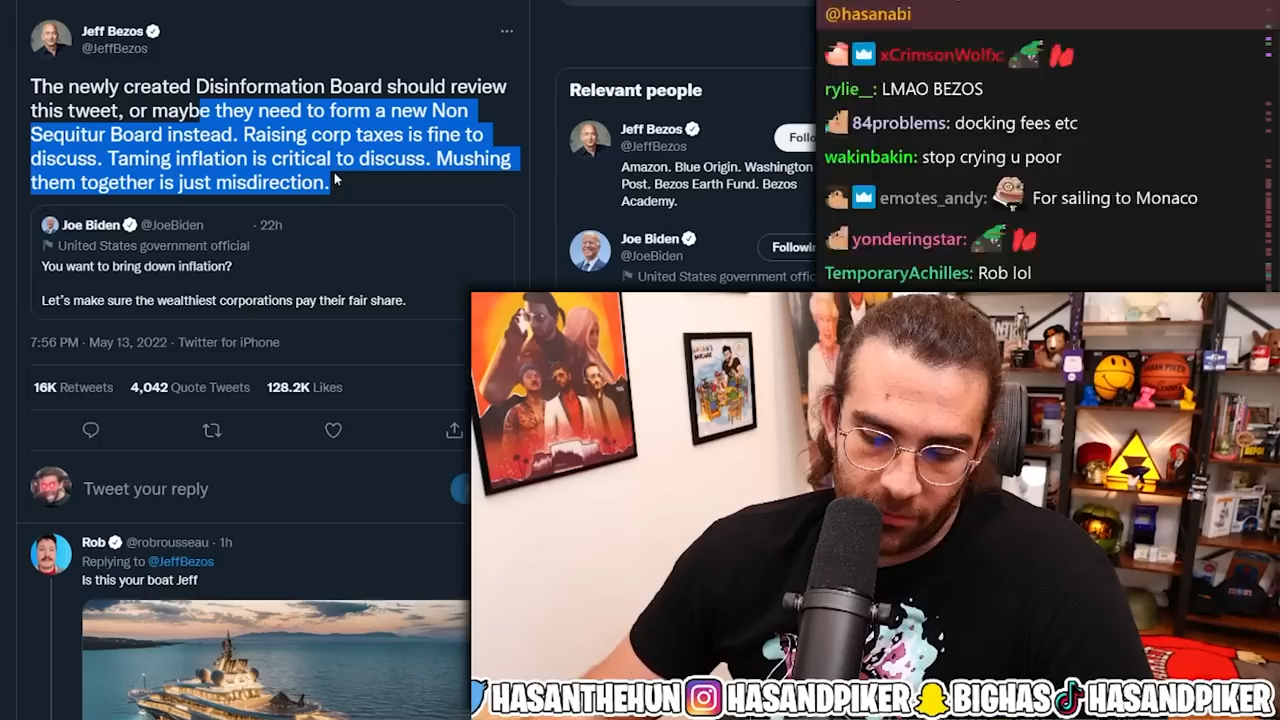 Jeff Bezos
@JeffBezos
The newly created Disinformation Board should review
this tweet, or maybe they need to form a new Non
Sequitur Board instead. Raising corp taxes is fine to
discuss. Taming inflation is critical to discuss. Mushing
them together is just misdirection.
Joe Biden @JoeBiden · 22h
United States government official
You want to bring down inflation?
Let's make sure the wealthiest corporations pay their fair share.
7:56 PM · May 13, 2022 · Twitter for iPhone
16K Retweets 4,042 Quote Tweets 128.2K Likes
Tweet your reply
Rob @robrousseau · 1h
Replying to @JeffBezos
Is this your boat Jeff
Relevant people
Jeff Bezos
@JeffBezos
Follo
Amazon. Blue Origin. Washington
Post. Bezos Earth Fund. Bezos
Academy.
Joe Biden
@JoeBiden
Followin
United States government offic
@hasanabi
xCrimsonWolfx:
rylie__: LMAO BEZOS
84problems: docking fees etc
wakinbakin: stop crying u poor
emotes_andy: For sailing to Monaco
yonderingstar:
TemporaryAchilles: Rob lol
HASANTHEHUN HASANDPIKER BIGHAS HASANDPIKER